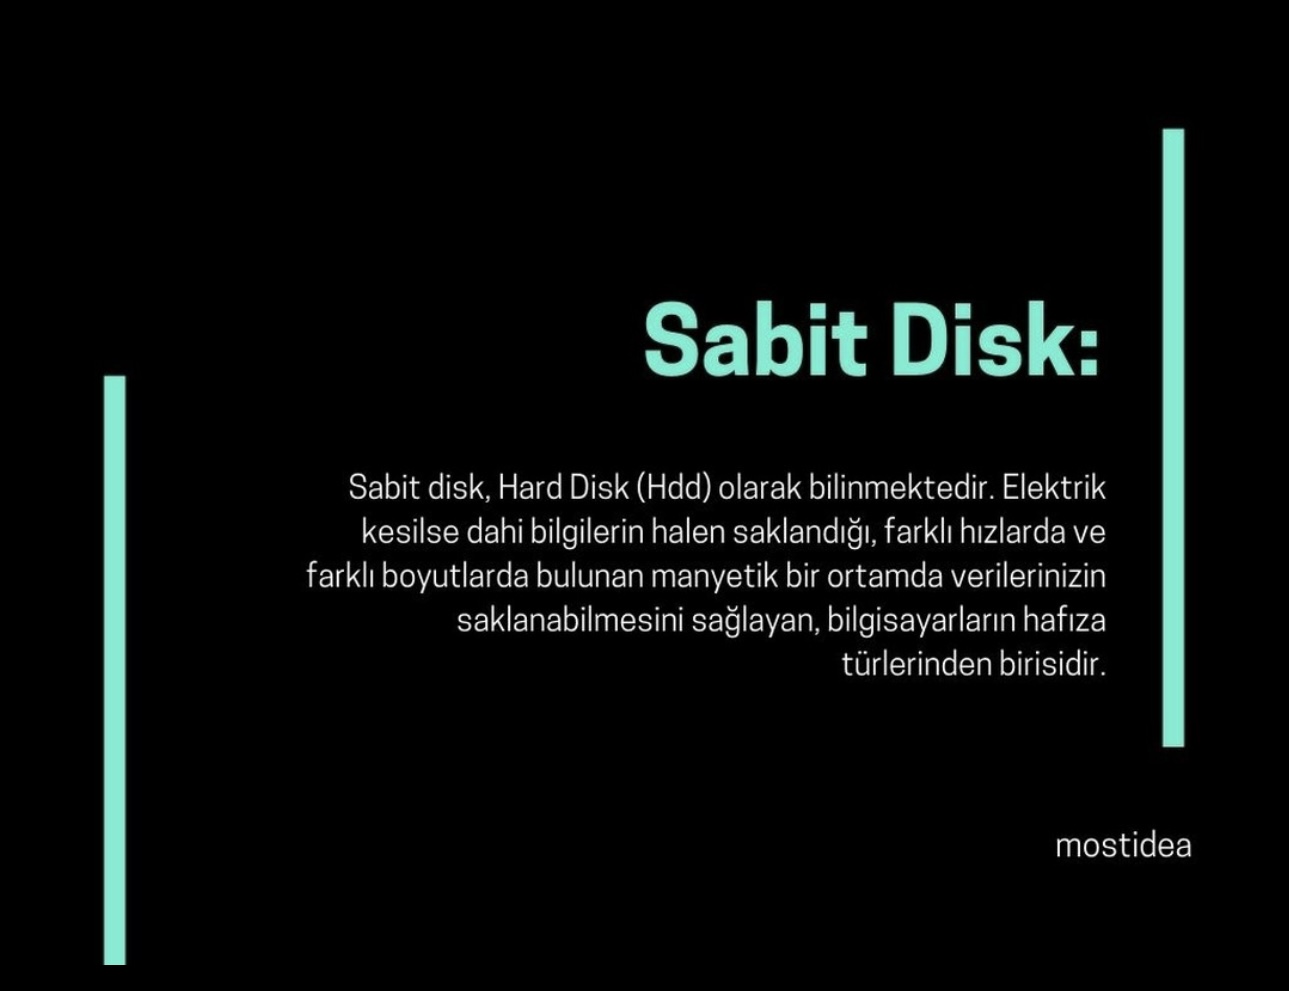 Sabit Disk:
Sabit disk, Hard Disk (Hdd) olarak bilinmektedir. Elektrik
kesilse dahi bilgilerin halen saklandığı, farklı hızlarda ve
farklı boyutlarda bulunan manyetik bir ortamda verilerinizin
saklanabilmesini sağlayan, bilgisayarların hafıza
türlerinden birisidir.
mostidea